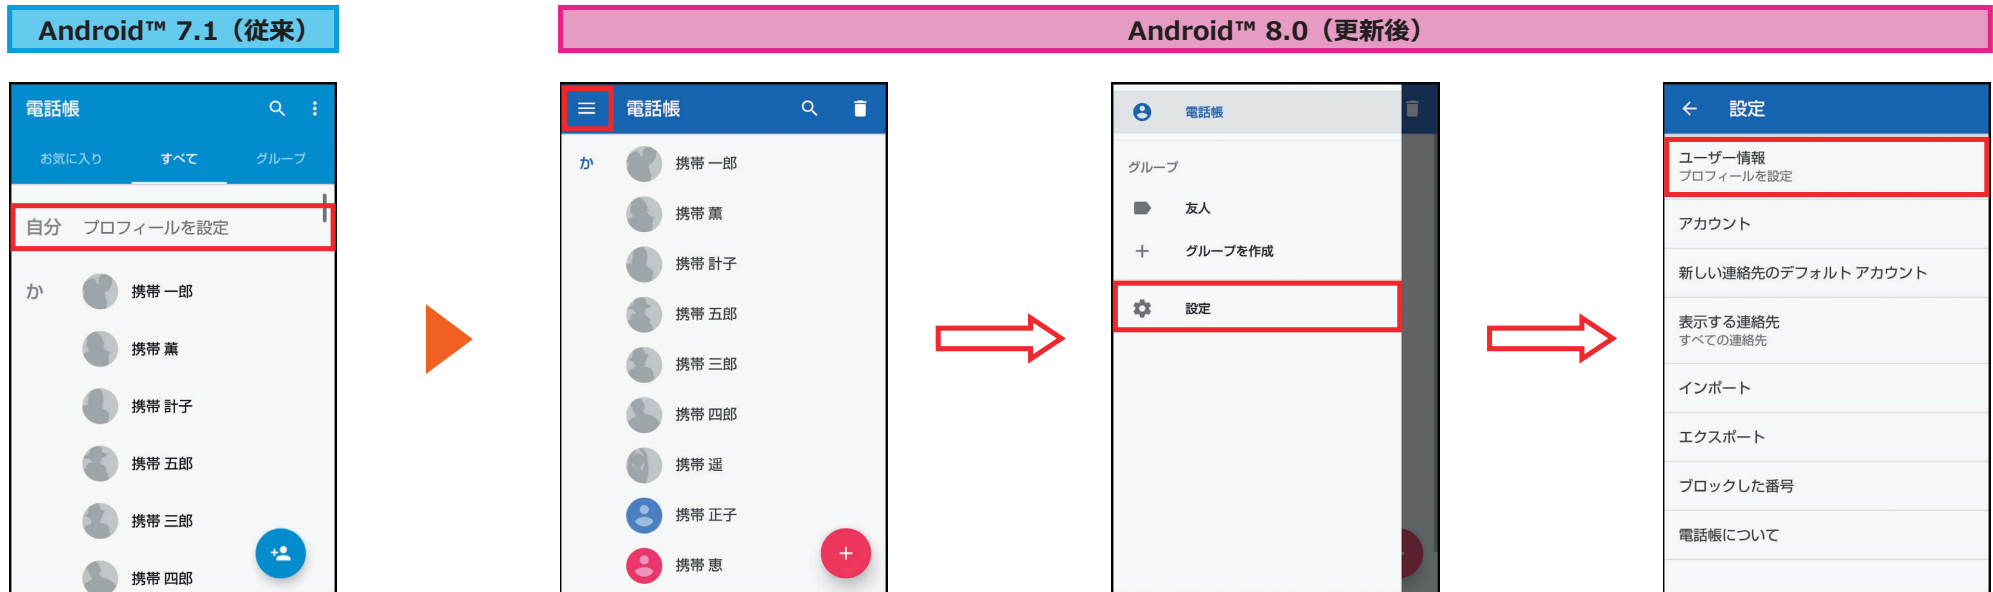 Android™ 7.1（従来）
Android™ 8.0（更新後）
電話帳
お気に入り すべて グループ
自分 プロフィールを設定
か 携帯 一郎
携帯 薫
携帯 計子
携帯 五郎
携帯 三郎
携帯 四郎
電話帳
か 携帯 一郎
携帯 薫
携帯 計子
携帯 五郎
携帯 三郎
携帯 四郎
携帯 遥
携帯 正子
携帯 恵
電話帳
グループ
友人
グループを作成
設定
設定
ユーザー情報
プロフィールを設定
アカウント
新しい連絡先のデフォルト アカウント
表示する連絡先
すべての連絡先
インポート
エクスポート
ブロックした番号
電話帳について